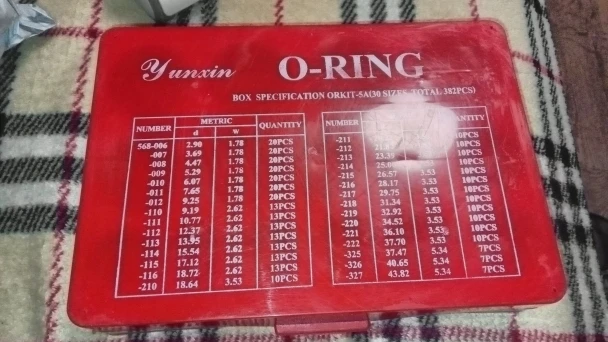 Yunxin O-RING
BOX SPECIFICATION ORKIT-5A(30 SIZES TOTAL 382PCS)
NUMBER METRIC QUANTITY
d W
568-006 2.90 1.78 20PCS
-007 3.69 1.78 20PCS
-008 4.47 1.78 20PCS
-009 5.29 1.78 20PCS
-010 6.07 1.78 20PCS
-011 7.65 1.78 20PCS
-012 9.25 1.78 20PCS
-110 9.19 2.62 13PCS
-111 10.77 2.62 13PCS
-112 12.37 2.62 13PCS
-113 13.95 2.62 13PCS
-114 15.54 2.62 13PCS
-115 17.12 2.62 13PCS
-116 18.72 2.62 13PCS
-210 18.64 3.53 10PCS
NUMBER QUANTITY
-211 10PCS
-212 10PCS
-213 10PCS
-214 10PCS
-215 26.57 3.53 10PCS
-216 28.17 3.53 10PCS
-217 29.75 3.53 10PCS
-218 31.34 3.53 10PCS
-219 32.92 3.53 10PCS
-220 34.52 3.53 10PCS
-221 36.10 3.53 10PCS
-222 37.70 3.53 10PCS
-325 37.47 5.34 7PCS
-326 40.65 5.34 7PCS
-327 43.82 5.34 7PCS